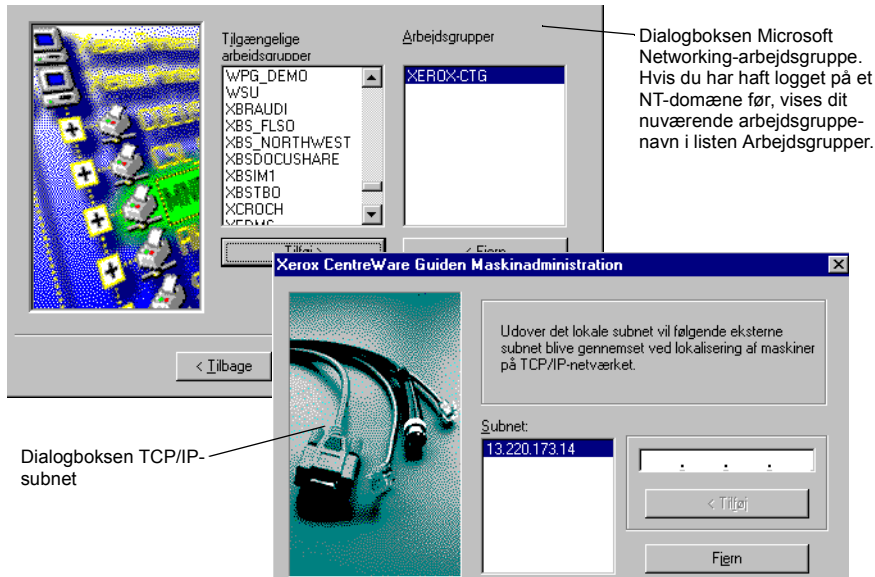 Tilgængelige
arbejdsgrupper
WPG_DEMO
WSU
XBRAUDI
XBS_FLSO
XBS_NORTHWEST
XBSDOCUSHARE
XBSIM1
XBSTBO
XCROCH
Arbejdsgrupper
XEROX-CTG
Tilføj >
< Fjern
< Tilbage
Dialogboksen Microsoft
Networking-arbejdsgruppe.
Hvis du har haft logget på et
NT-domæne før, vises dit
nuværende arbejdsgruppe-
navn i listen Arbejdsgrupper.
Xerox CentreWare Guiden Maskinadministration
Udover det lokale subnet vil følgende eksterne
subnet blive gennemset ved lokalisering af maskiner
på TCP/IP-netværket.
Subnet:
13.220.173.14
. . .
< Tilføj
Fjern
Dialogboksen TCP/IP-
subnet